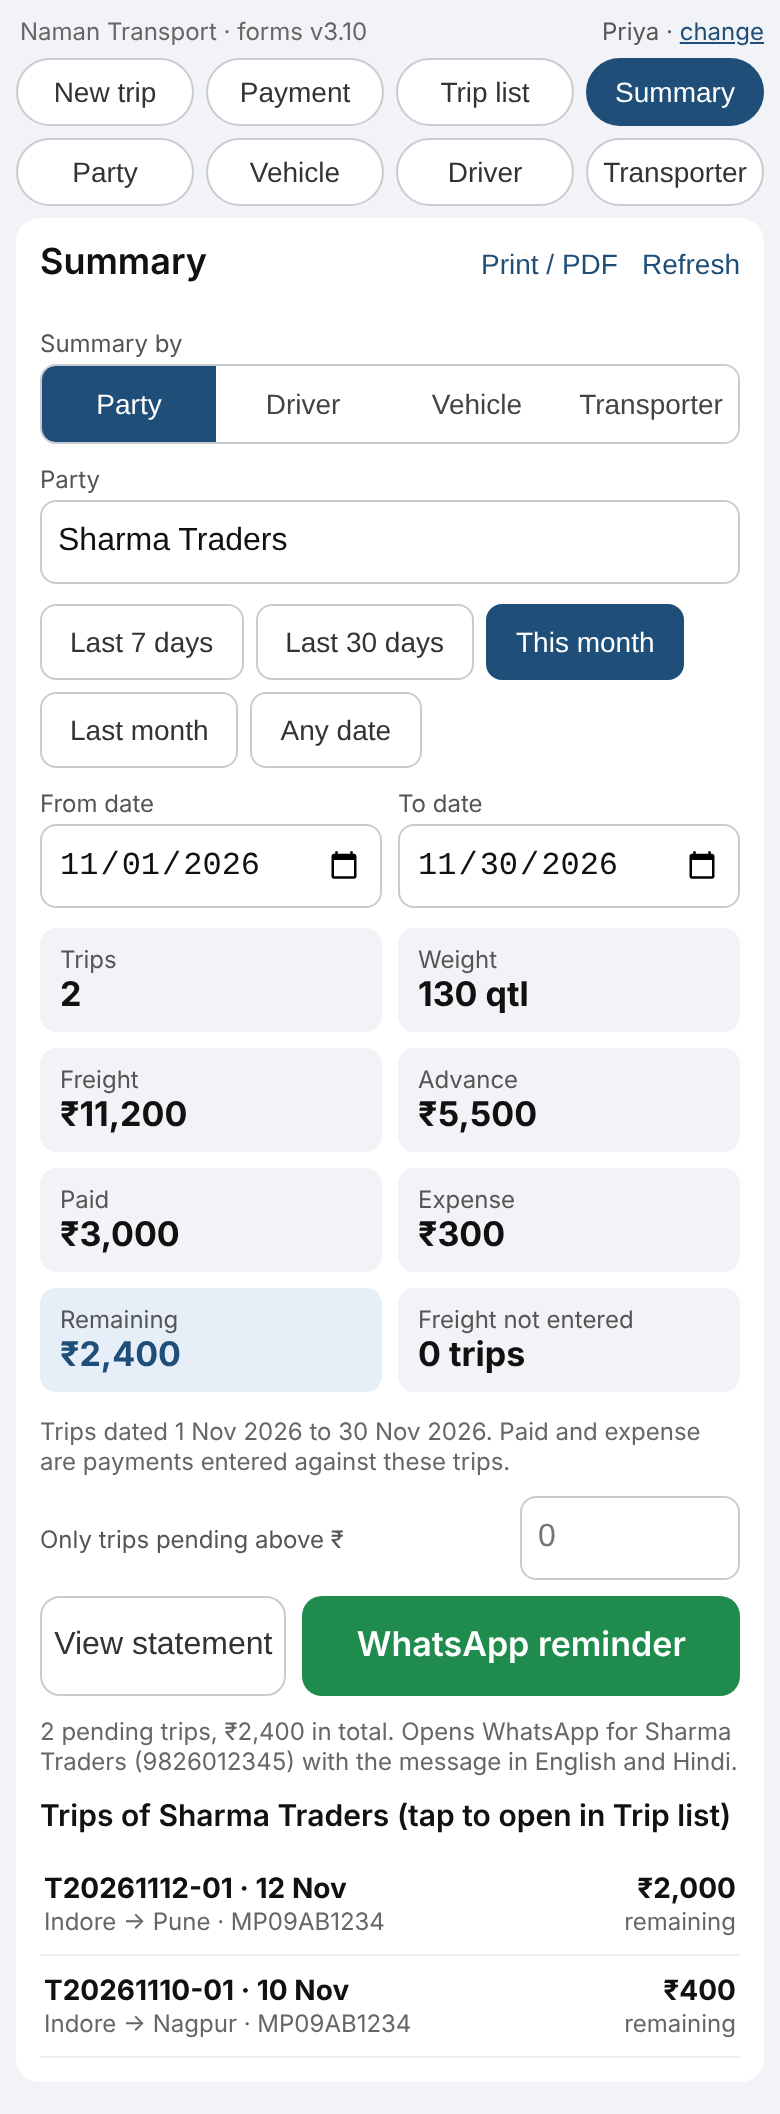 Naman Transport · forms v3.10 Priya · change
New trip Payment Trip list Summary
Party Vehicle Driver Transporter
Summary Print / PDF Refresh
Summary by
Party Driver Vehicle Transporter
Party
Sharma Traders
Last 7 days Last 30 days This month
Last month Any date
From date To date
11/01/2026 11/30/2026
Trips Weight
2 130 qtl
Freight Advance
₹11,200 ₹5,500
Paid Expense
₹3,000 ₹300
Remaining Freight not entered
₹2,400 0 trips
Trips dated 1 Nov 2026 to 30 Nov 2026. Paid and expense
are payments entered against these trips.
Only trips pending above ₹ 0
View statement WhatsApp reminder
2 pending trips, ₹2,400 in total. Opens WhatsApp for Sharma
Traders (9826012345) with the message in English and Hindi.
Trips of Sharma Traders (tap to open in Trip list)
T20261112-01 · 12 Nov ₹2,000
Indore → Pune · MP09AB1234 remaining
T20261110-01 · 10 Nov ₹400
Indore → Nagpur · MP09AB1234 remaining